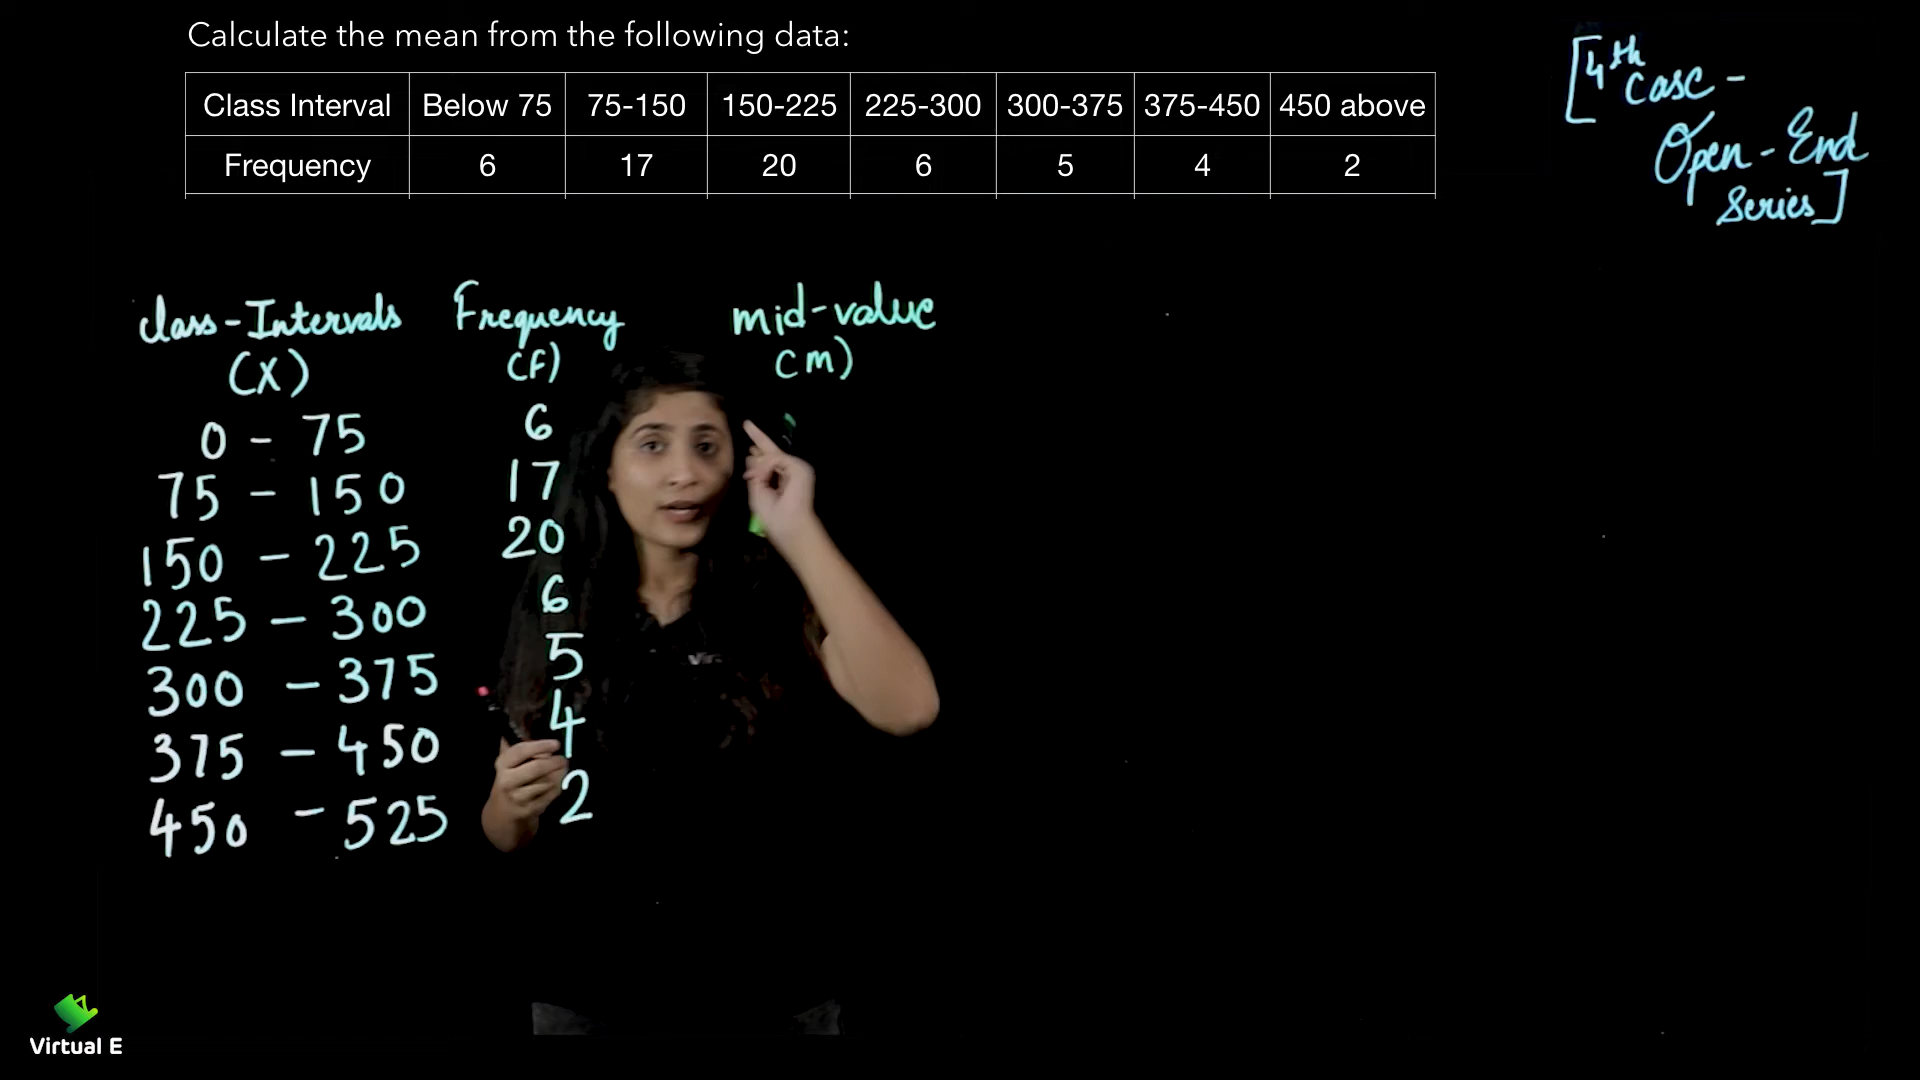 Calculate the mean from the following data:
Class Interval Below 75 75-150 150-225 225-300 300-375 375-450 450 above
Frequency 6 17 20 6 5 4 2
[4th Case -
Open-End
Series]
Class-Intervals Frequency mid-value
(X) (F) (m)
0 - 75 6
75 - 150 17
150 - 225 20
225 - 300 6
300 - 375 5
375 - 450 4
450 - 525 2
Virtual E